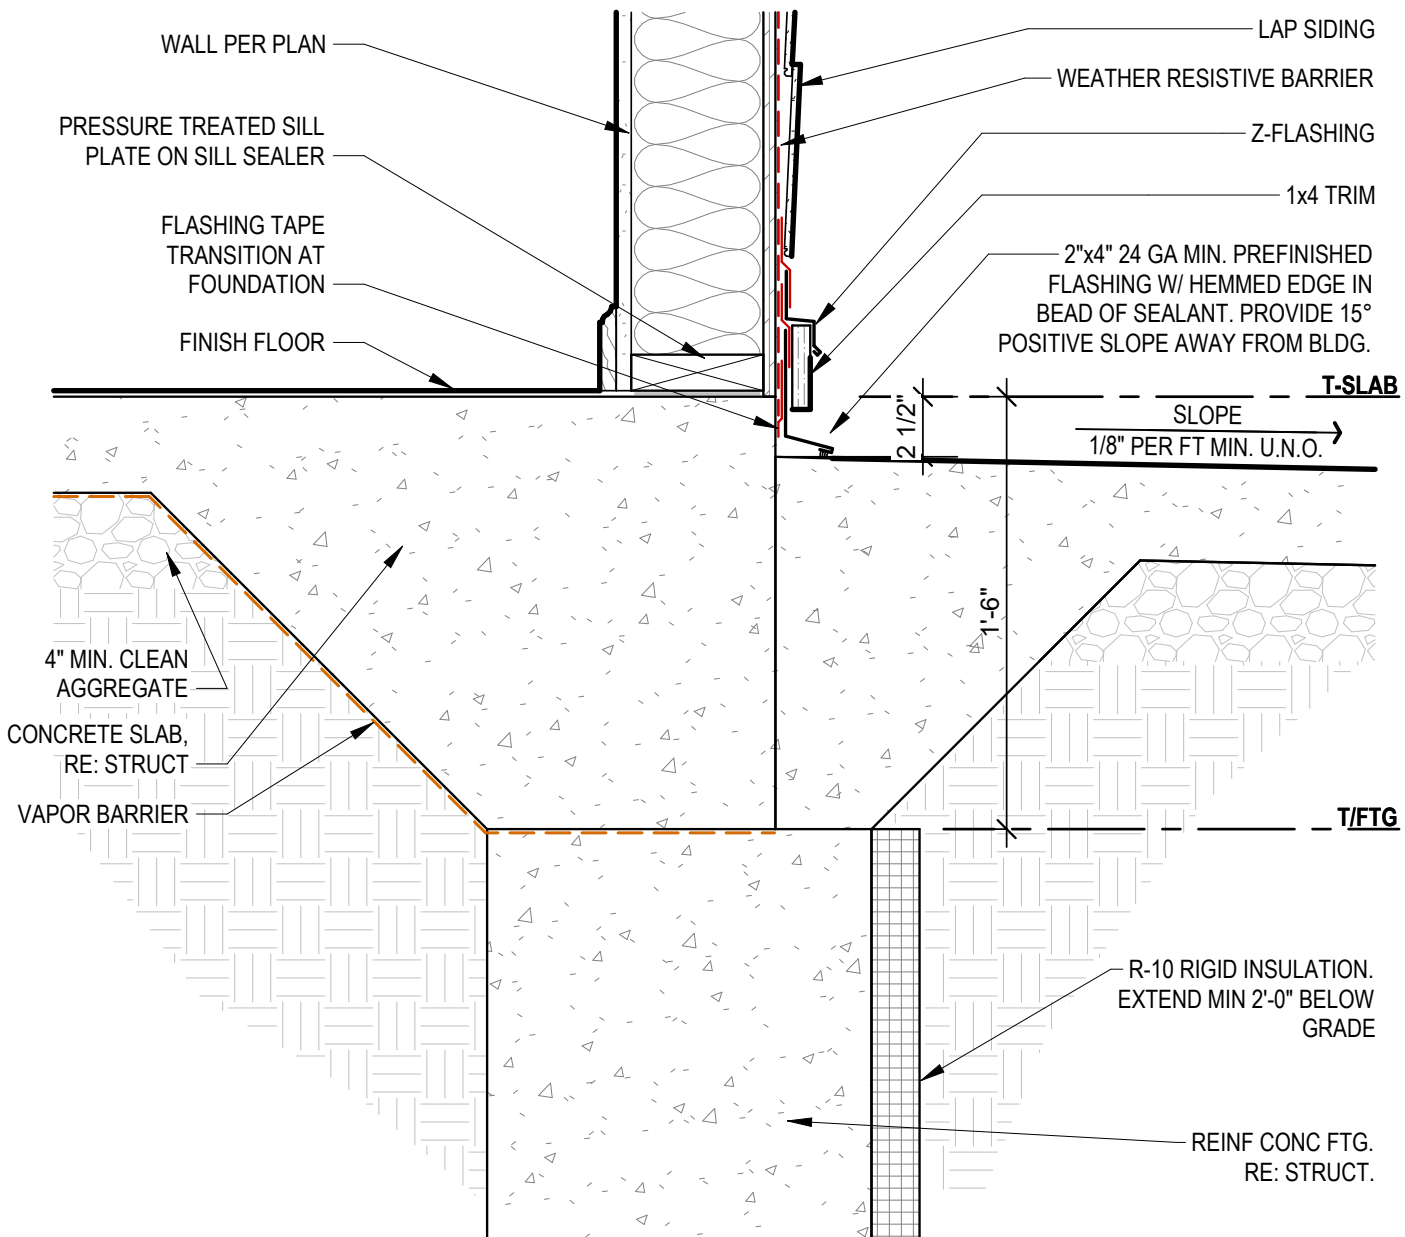 WALL PER PLAN
PRESSURE TREATED SILL
PLATE ON SILL SEALER
FLASHING TAPE
TRANSITION AT
FOUNDATION
FINISH FLOOR
LAP SIDING
WEATHER RESISTIVE BARRIER
Z-FLASHING
1x4 TRIM
2"x4" 24 GA MIN. PREFINISHED
FLASHING W/ HEMMED EDGE IN
BEAD OF SEALANT. PROVIDE 15°
POSITIVE SLOPE AWAY FROM BLDG.
T-SLAB
2 1/2"
SLOPE
1/8" PER FT MIN. U.N.O.
1'-6"
4" MIN. CLEAN
AGGREGATE
CONCRETE SLAB,
RE: STRUCT
VAPOR BARRIER
T/FTG
R-10 RIGID INSULATION.
EXTEND MIN 2'-0" BELOW
GRADE
REINF CONC FTG.
RE: STRUCT.